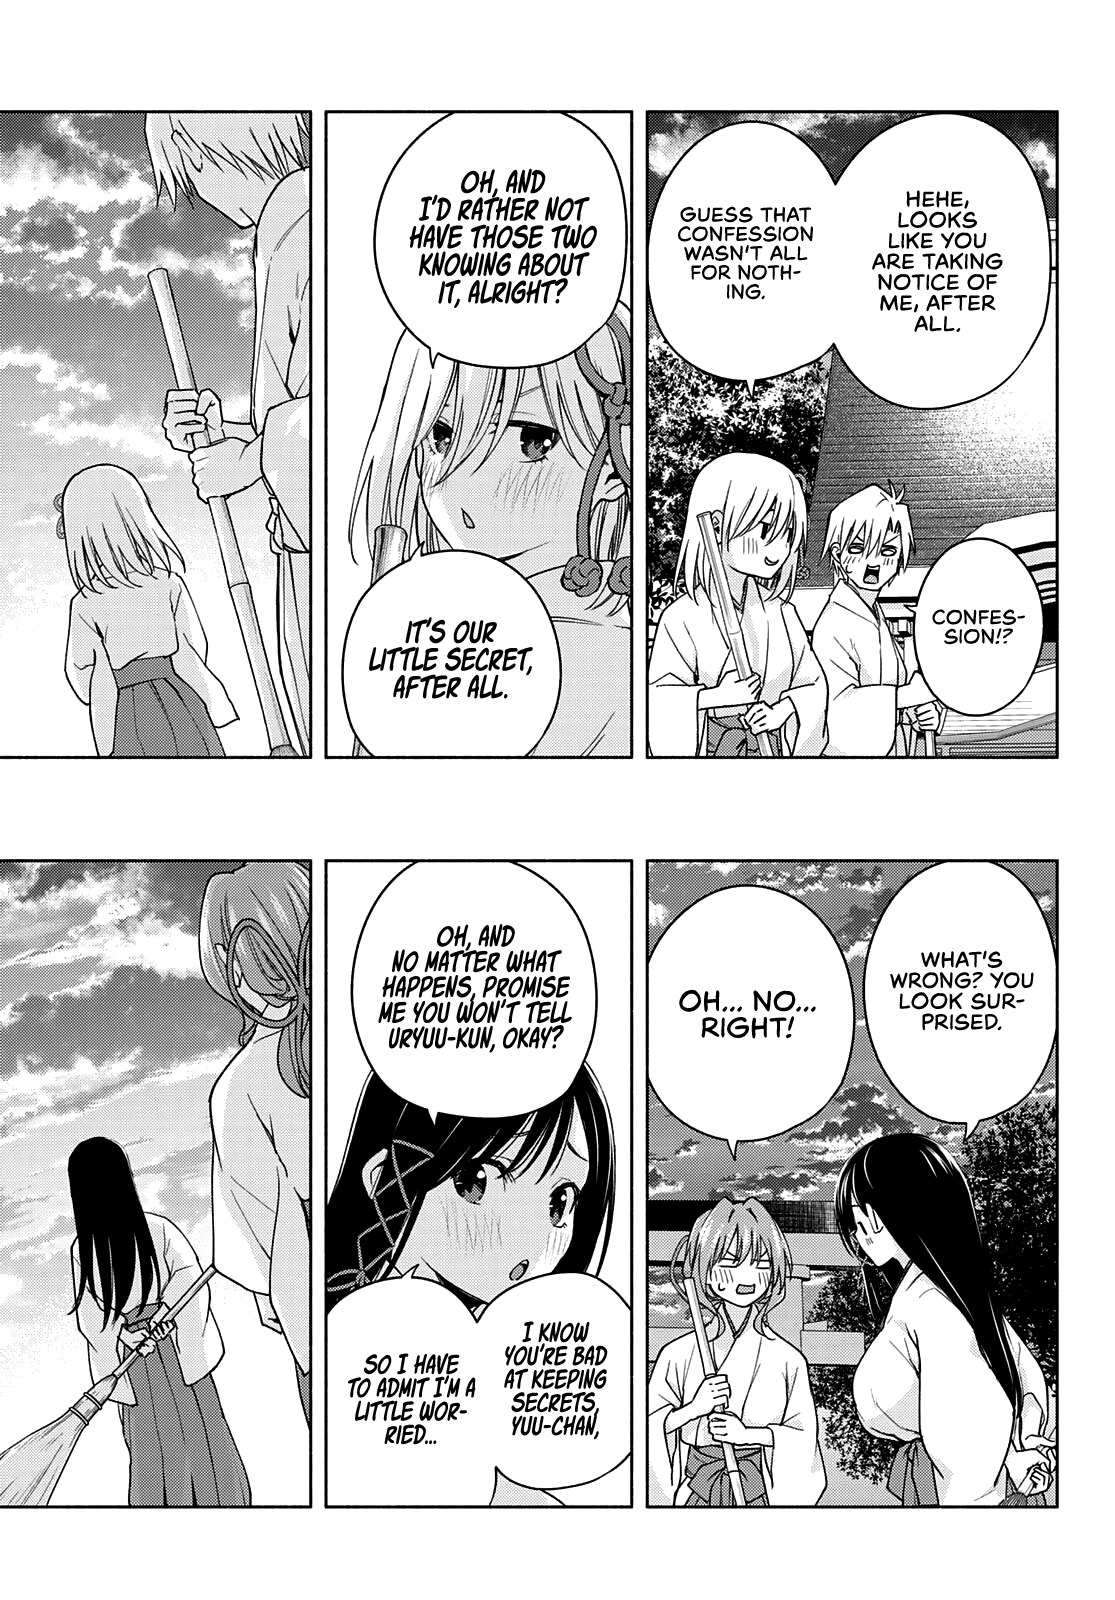 HEHE,
LOOKS
LIKE YOU
ARE TAKING
NOTICE OF
ME, AFTER
ALL.
GUESS THAT
CONFESSION
WASN'T ALL
FOR NOTH-
ING.
CONFES-
SION!?
OH, AND
I'D RATHER NOT
HAVE THOSE TWO
KNOWING ABOUT
IT, ALRIGHT?
IT'S OUR
LITTLE SECRET,
AFTER ALL.
WHAT'S
WRONG? YOU
LOOK SUR-
PRISED.
OH... NO...
RIGHT!
OH, AND
NO MATTER WHAT
HAPPENS, PROMISE
ME YOU WON'T TELL
URYUU-KUN, OKAY?
I KNOW
YOU'RE BAD
AT KEEPING
SECRETS,
YUU-CHAN,
SO I HAVE
TO ADMIT I'M A
LITTLE WOR-
RIED...